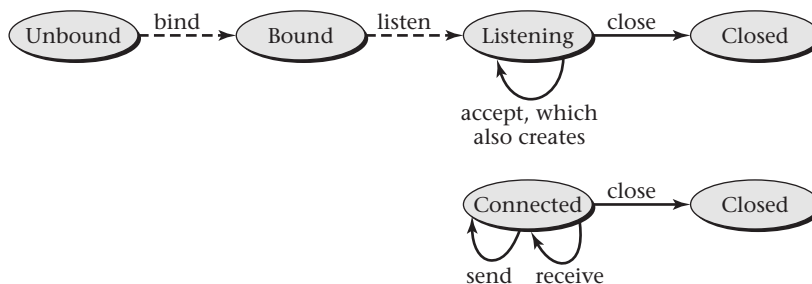 bind listen close
Unbound Bound Listening Closed
accept, which
also creates
close
Connected Closed
send receive